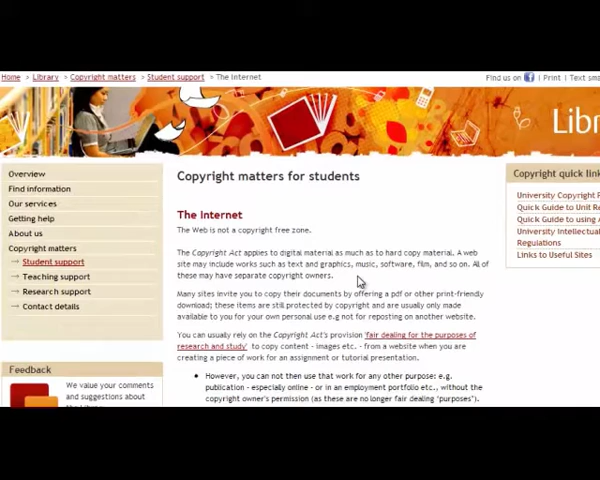 Home > Library > Copyright matters > Student support > The Internet
Find us on | Print | Text sma
Libr
Overview
Find information
Our services
Getting help
About us
Copyright matters
Student support
Teaching support
Research support
Contact details
Feedback
We value your comments
and suggestions about
Copyright matters for students
The Internet
The Web is not a copyright free zone.
The Copyright Act applies to digital material as much as to hard copy material. A web
site may include works such as text and graphics, music, software, film, and so on. All of
these may have separate copyright owners.
Many sites invite you to copy their documents by offering a pdf or other print-friendly
download; these items are still protected by copyright and are usually only made
available to you for your own personal use e.g not for reposting on another website.
You can usually rely on the Copyright Act's provision 'fair dealing for the purposes of
research and study' to copy content - images etc. - from a website when you are
creating a piece of work for an assignment or tutorial presentation.
• However, you can not then use that work for any other purpose: e.g.
publication - especially online - or in an employment portfolio etc., without the
copyright owner's permission (as these are no longer fair dealing 'purposes').
Copyright quick link
University Copyright P
Quick Guide to Unit Re
Quick Guide to using
University Intellectual
Regulations
Links to Useful Sites